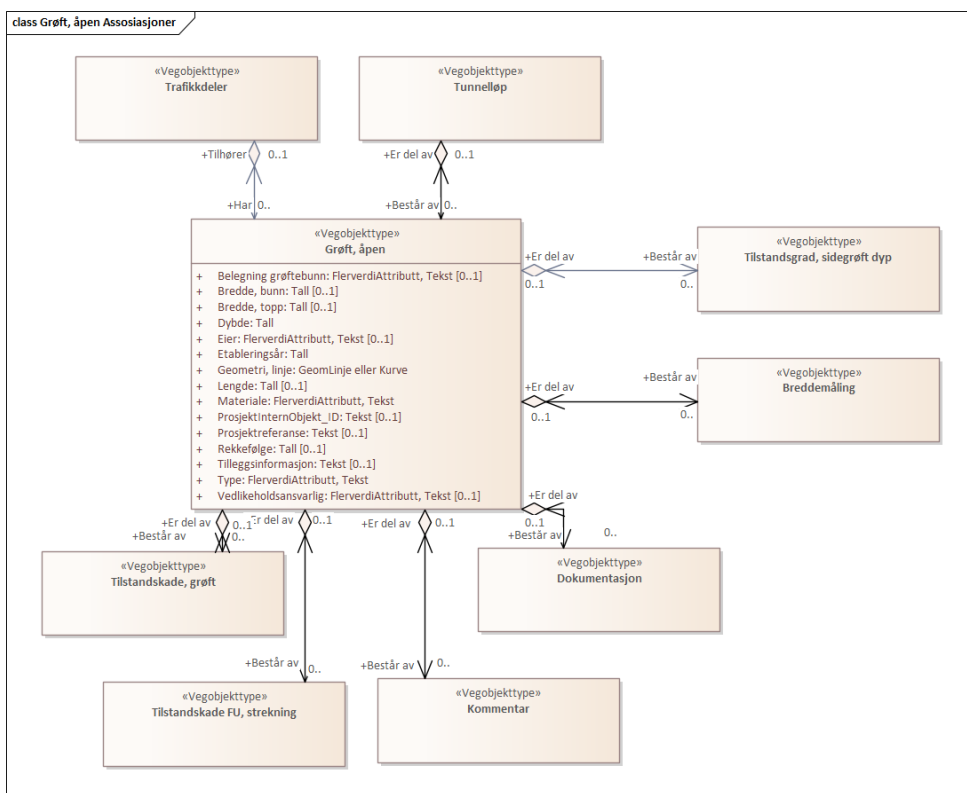 class Grøft, åpen Assosiasjoner
«Vegobjekttype»
Trafikkdeler
«Vegobjekttype»
Tunnelløp
+Tilhører 0..1
+Er del av 0..1
+Har 0..
+Består av 0..
«Vegobjekttype»
Grøft, åpen
+ Belegning grøftebunn: FlerverdiAttributt, Tekst [0..1]
+ Bredde, bunn: Tall [0..1]
+ Bredde, topp: Tall [0..1]
+ Dybde: Tall
+ Eier: FlerverdiAttributt, Tekst [0..1]
+ Etableringsår: Tall
+ Geometri, linje: GeomLinje eller Kurve
+ Lengde: Tall [0..1]
+ Materiale: FlerverdiAttributt, Tekst
+ ProsjektInternObjekt_ID: Tekst [0..1]
+ Prosjektreferanse: Tekst [0..1]
+ Rekkefølge: Tall [0..1]
+ Tilleggsinformasjon: Tekst [0..1]
+ Type: FlerverdiAttributt, Tekst
+ Vedlikeholdsansvarlig: FlerverdiAttributt, Tekst [0..1]
+Er del av
0..1
+Består av
0..
«Vegobjekttype»
Tilstandsgrad, sidegrøft dyp
+Er del av
0..1
+Består av
0..
«Vegobjekttype»
Breddemåling
+Er del av
0..1
+Består av
0..
«Vegobjekttype»
Dokumentasjon
+Er del av 0..1
+Består av 0..
«Vegobjekttype»
Tilstandskade, grøft
Er del av 0..1
+Består av 0..
«Vegobjekttype»
Tilstandskade FU, strekning
+Er del av 0..1
+Består av 0..
«Vegobjekttype»
Kommentar